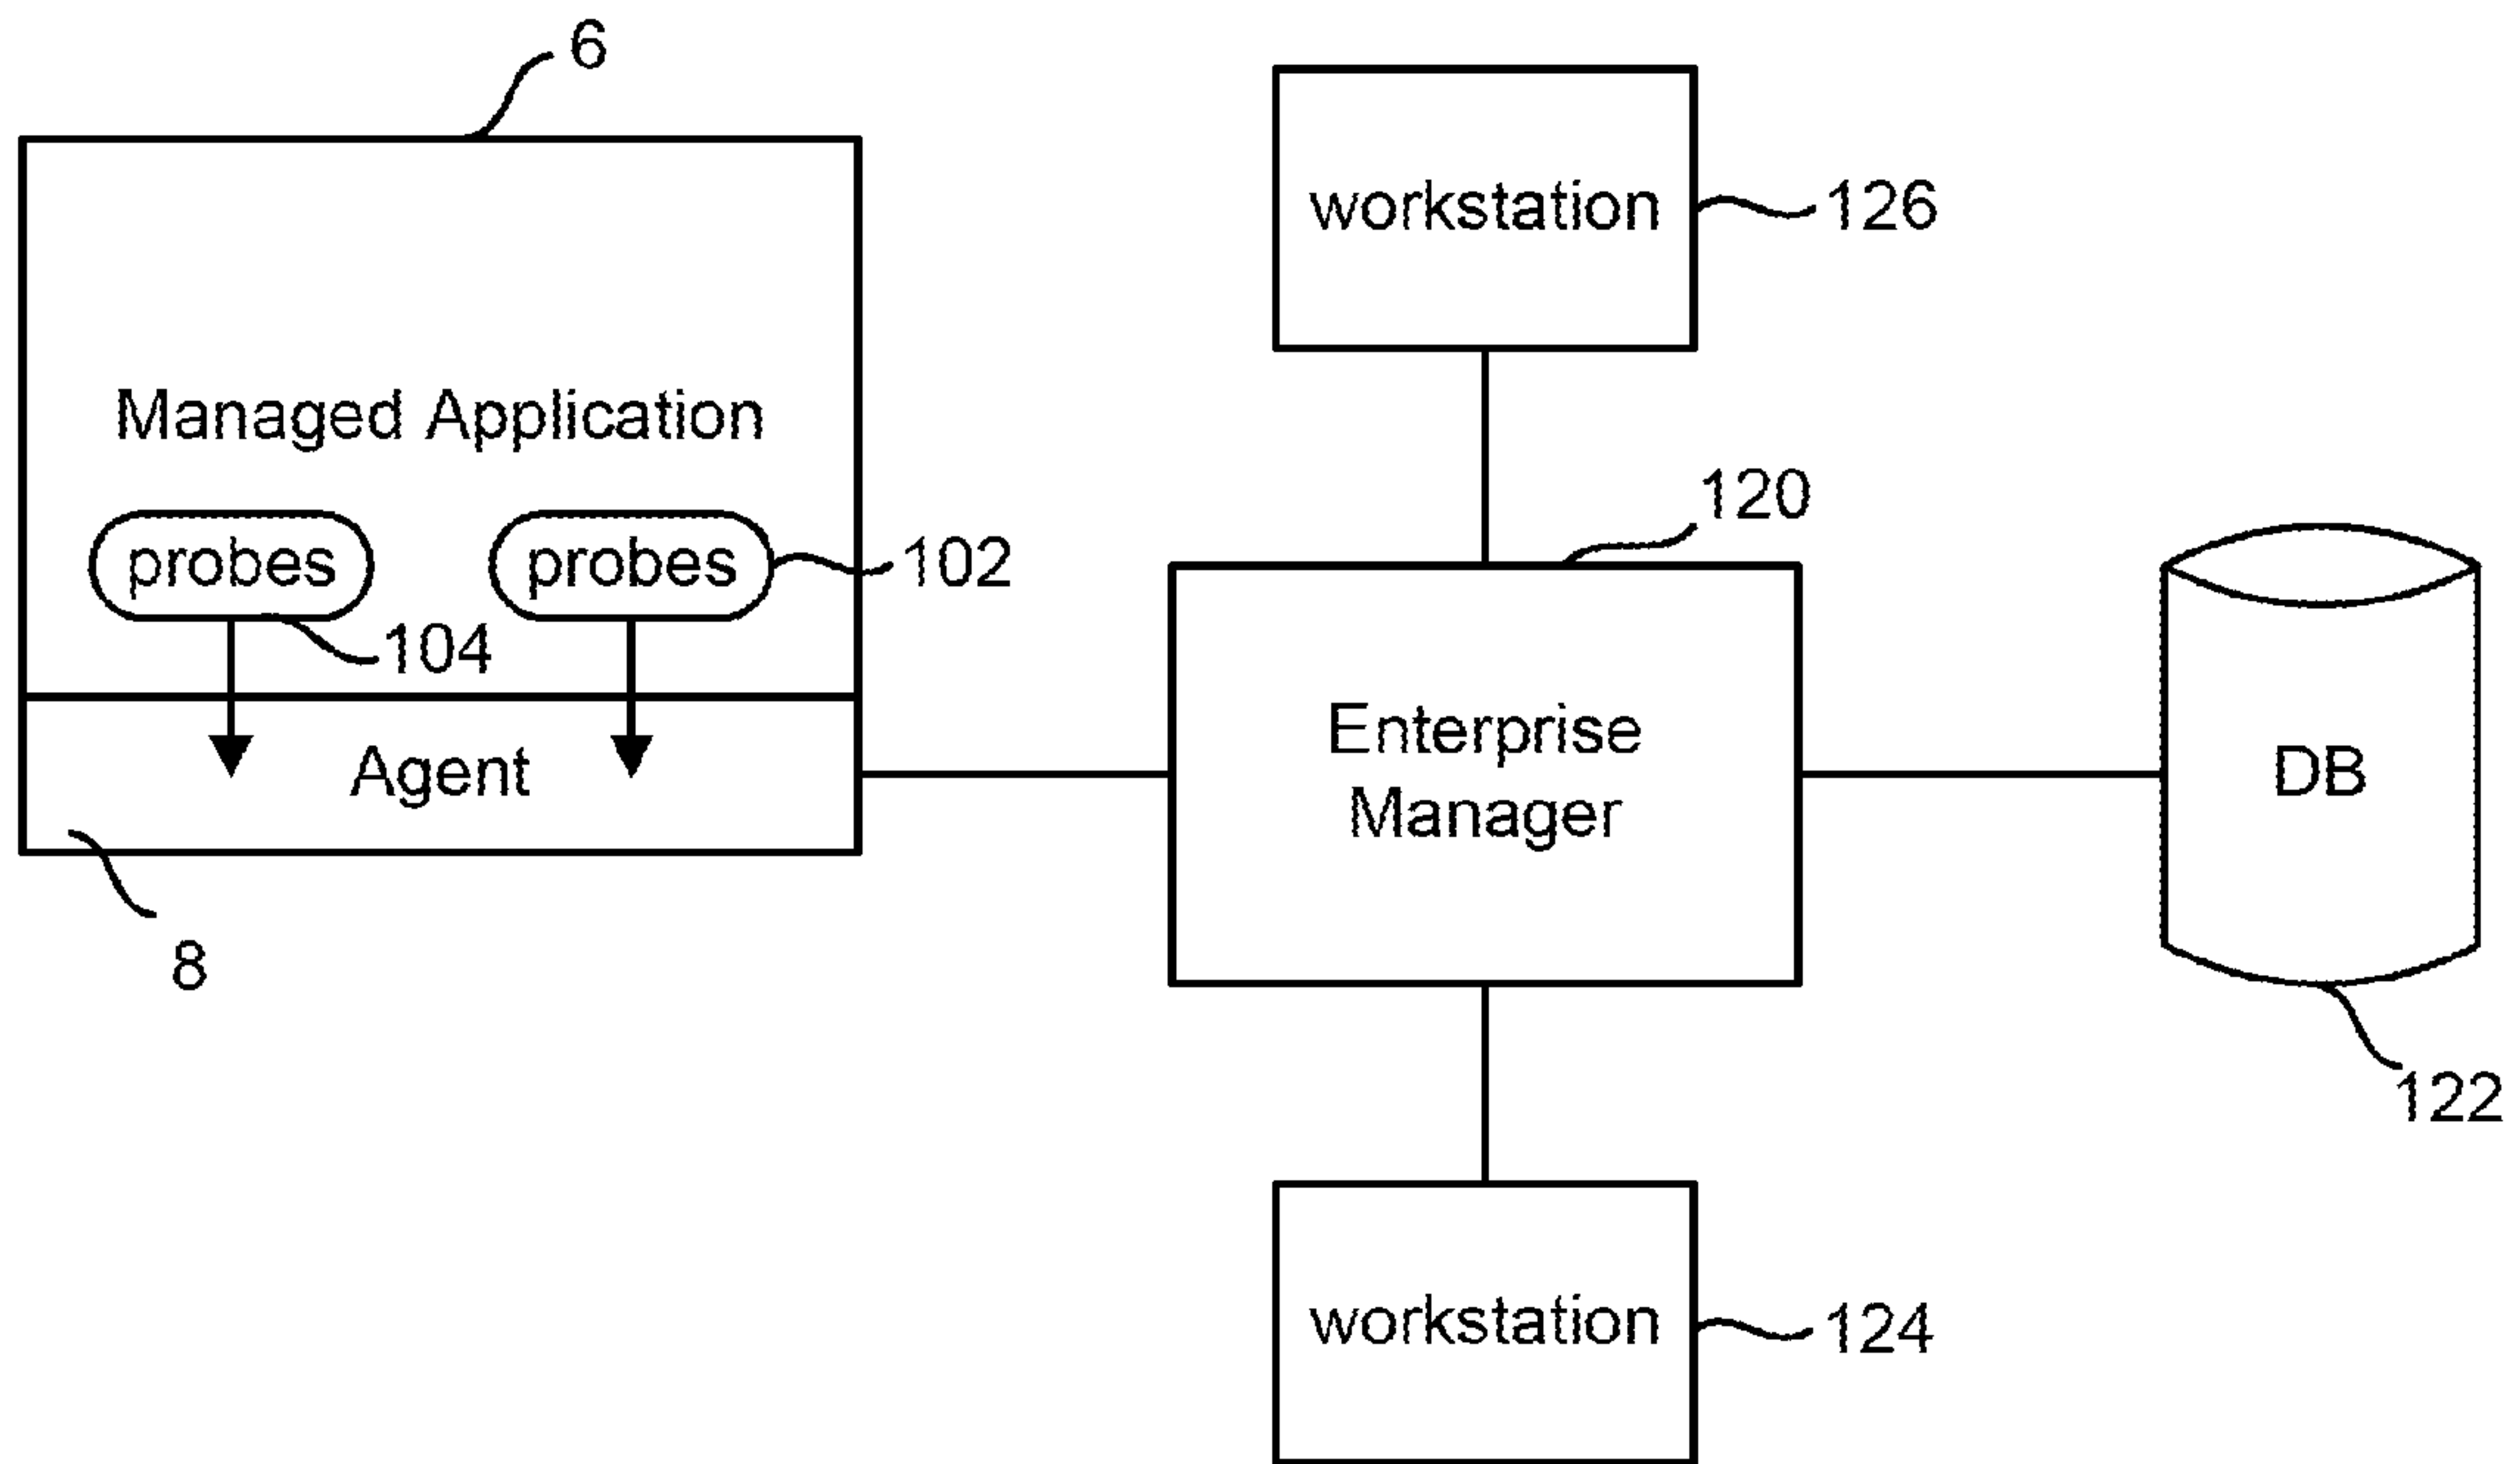 6
workstation
126
Managed Application
120
probes
probes
102
104
Enterprise
Manager
Agent
DB
8
122
workstation
124